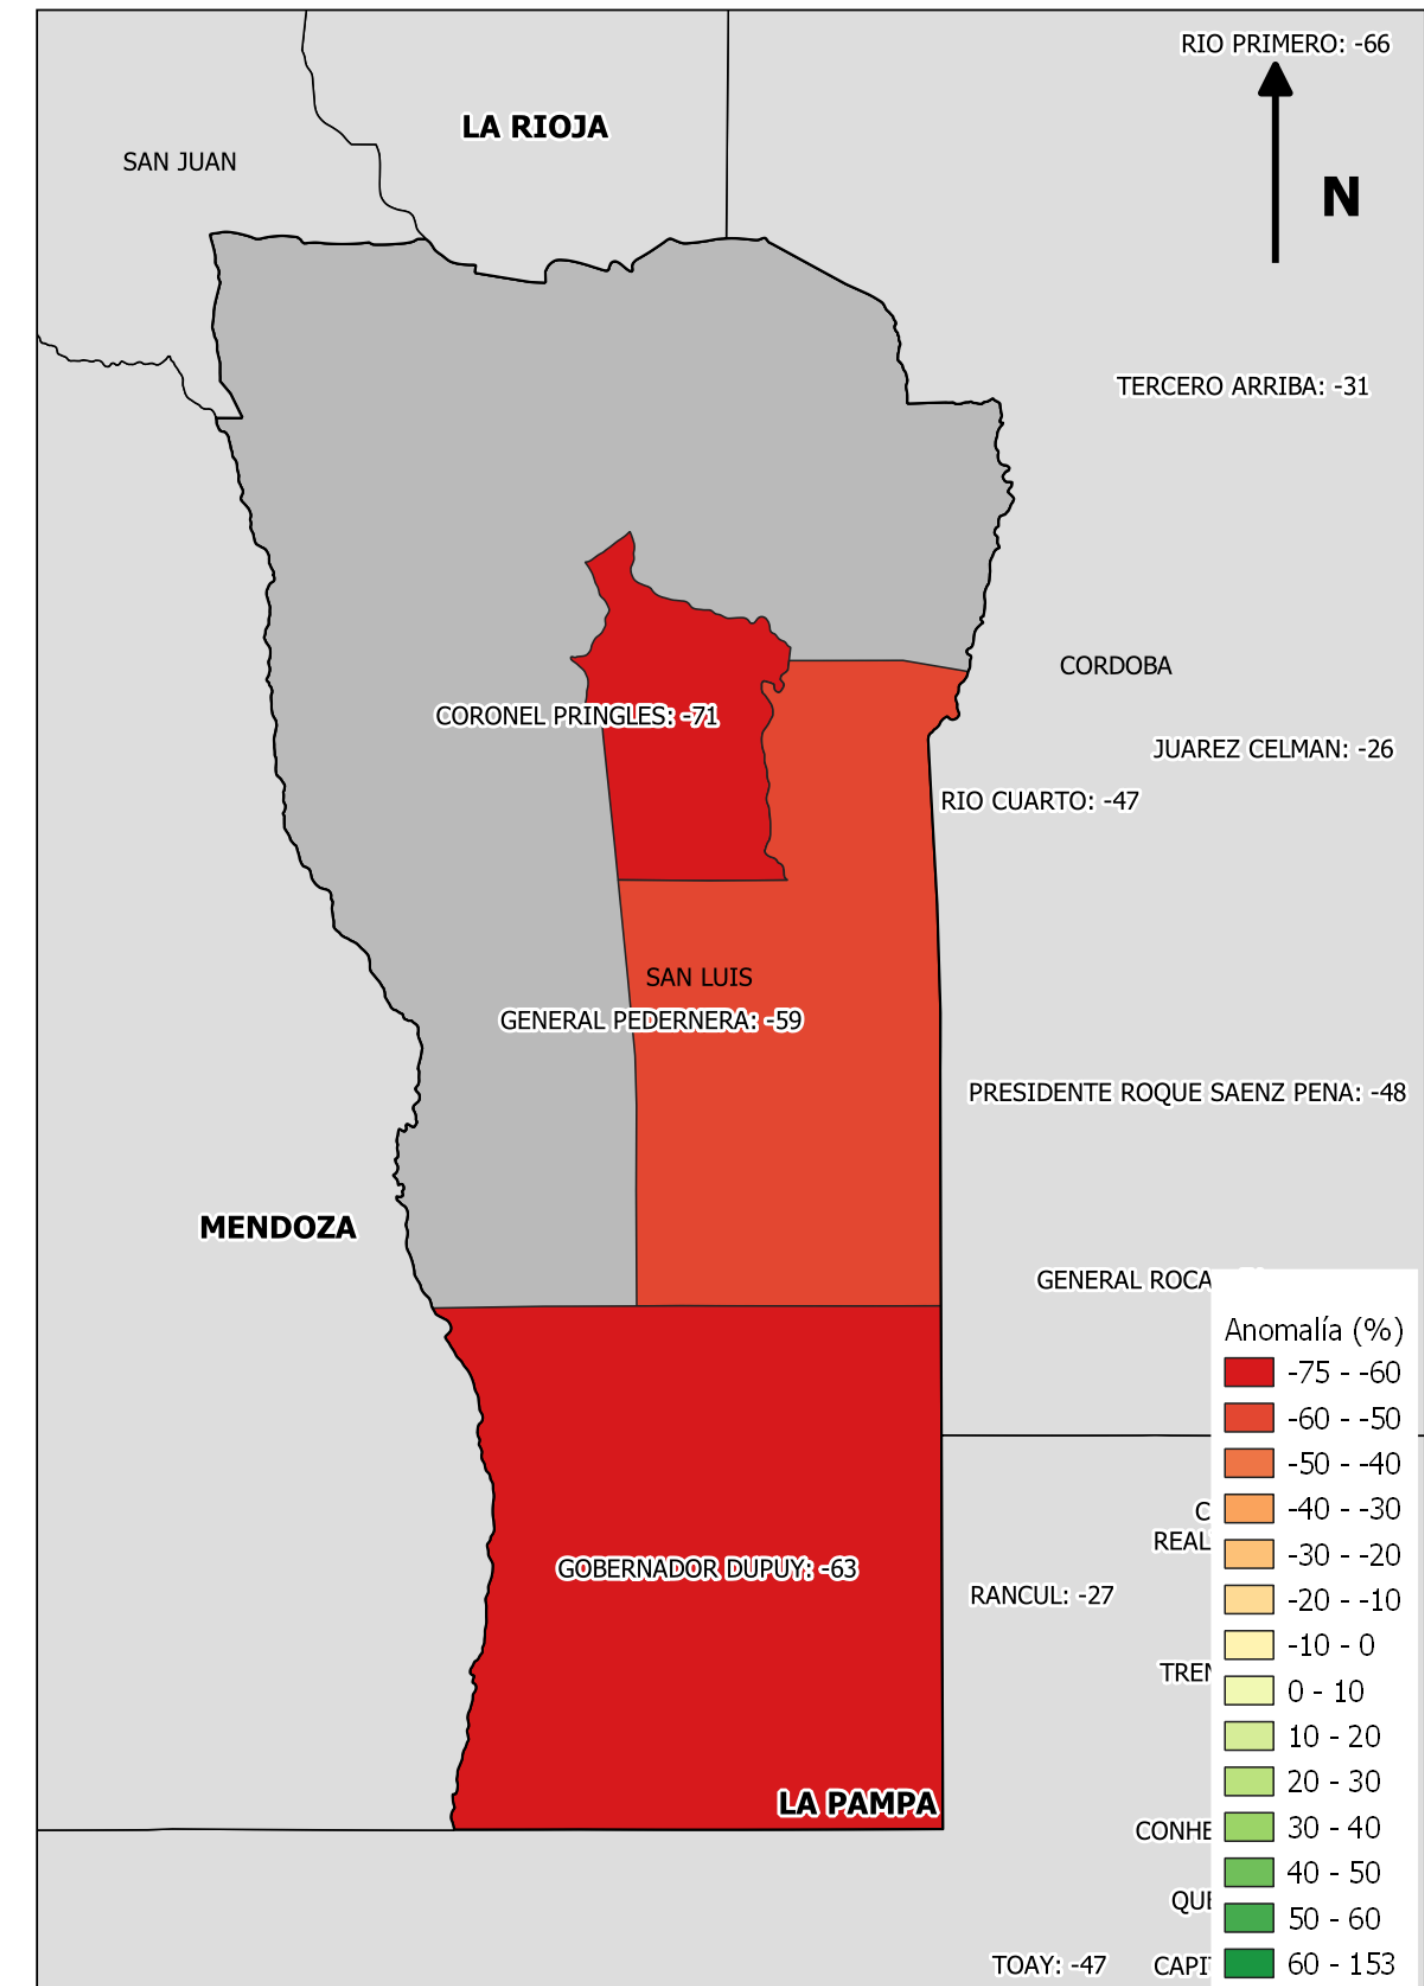 RIO PRIMERO: -66
LA RIOJA
SAN JUAN
N
TERCERO ARRIBA: -31
CORDOBA
CORONEL PRINGLES: -71
JUAREZ CELMAN: -26
RIO CUARTO: -47
SAN LUIS
GENERAL PEDERNERA: -59
PRESIDENTE ROQUE SAENZ PENA: -48
MENDOZA
GENERAL ROCA
Anomalía (%)
-75 - -60
-60 - -50
-50 - -40
-40 - -30
-30 - -20
-20 - -10
-10 - 0
0 - 10
10 - 20
20 - 30
30 - 40
40 - 50
50 - 60
60 - 153
GOBERNADOR DUPUY: -63
RANCUL: -27
LA PAMPA
TOAY: -47